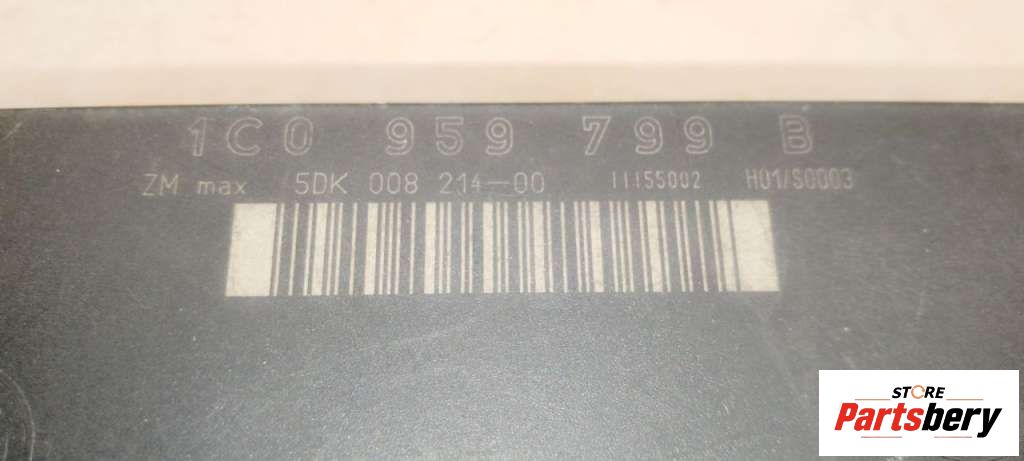 1C0 959 799 B
ZM max 5DK 008 214-00 11155002 H01/S0003
STORE
Partsbery